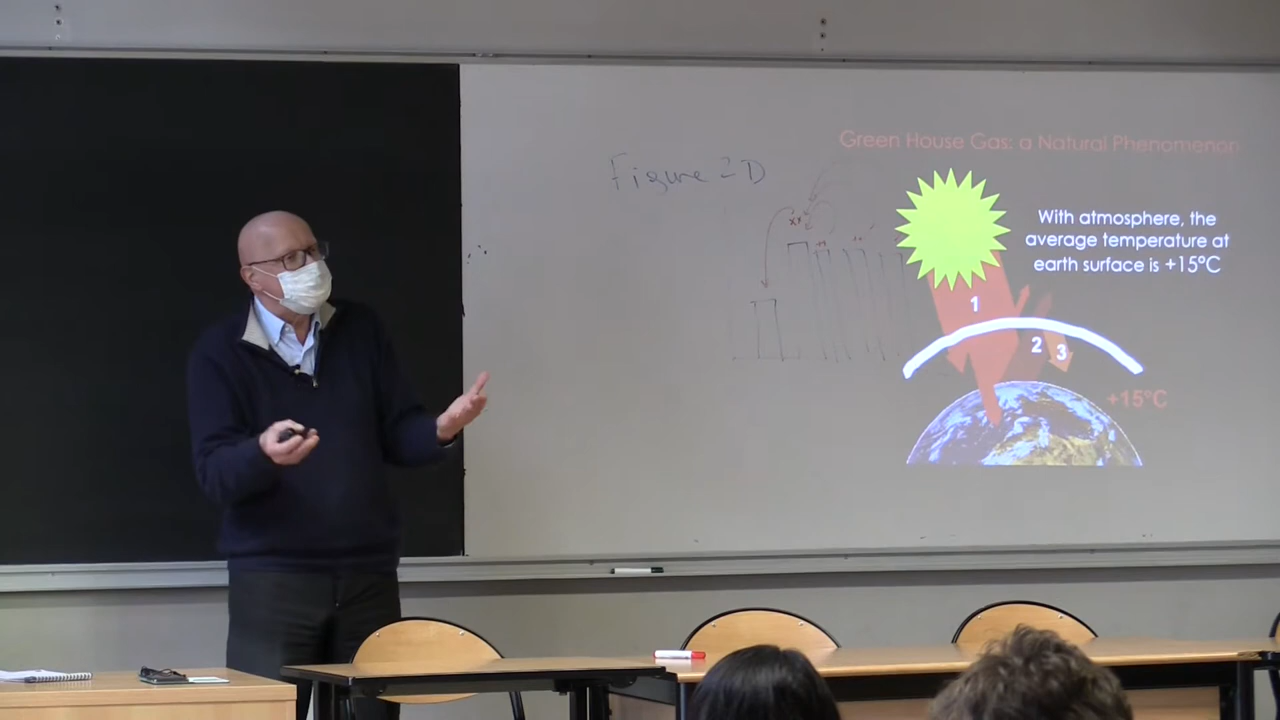 Green House Gas: a Natural Phenomenon
Figure 2D
With atmosphere, the
average temperature at
earth surface is +15°C
1
2
3
+15°C